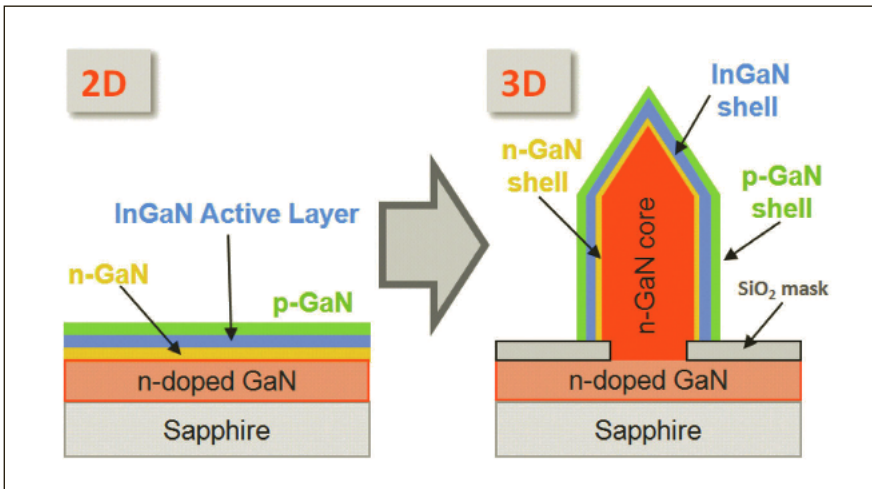 2D
InGaN Active Layer
n-GaN
p-GaN
n-doped GaN
Sapphire
3D
InGaN
shell
n-GaN
shell
p-GaN
shell
n-GaN core
SiO₂ mask
n-doped GaN
Sapphire